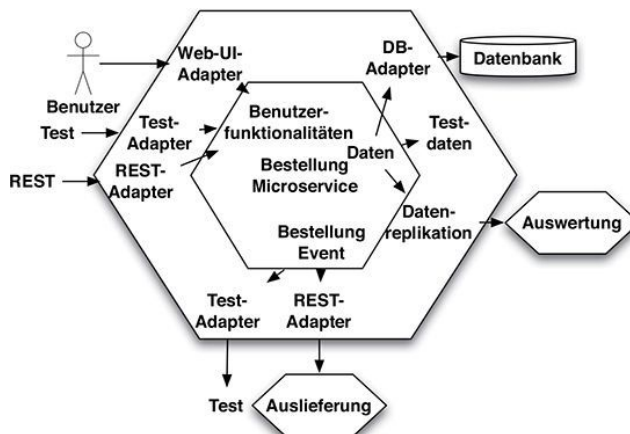 Web-UI-
Adapter
DB-
Adapter
Datenbank
Benutzer
Test
Test-
Adapter
Benutzer-
funktionalitäten
Test-
daten
REST
REST-
Adapter
Bestellung
Microservice
Daten
Daten-
replikation
Auswertung
Bestellung
Event
Test-
Adapter
REST-
Adapter
Test
Auslieferung